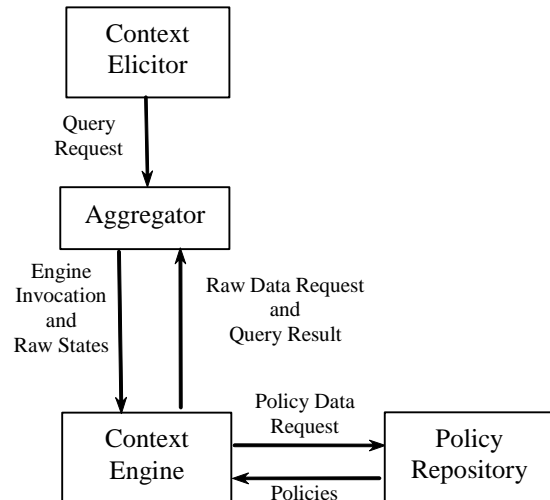 Context
Elicitor
Query
Request
Aggregator
Engine
Invocation
and
Raw States
Raw Data Request
and
Query Result
Context
Engine
Policy Data
Request
Policies
Policy
Repository